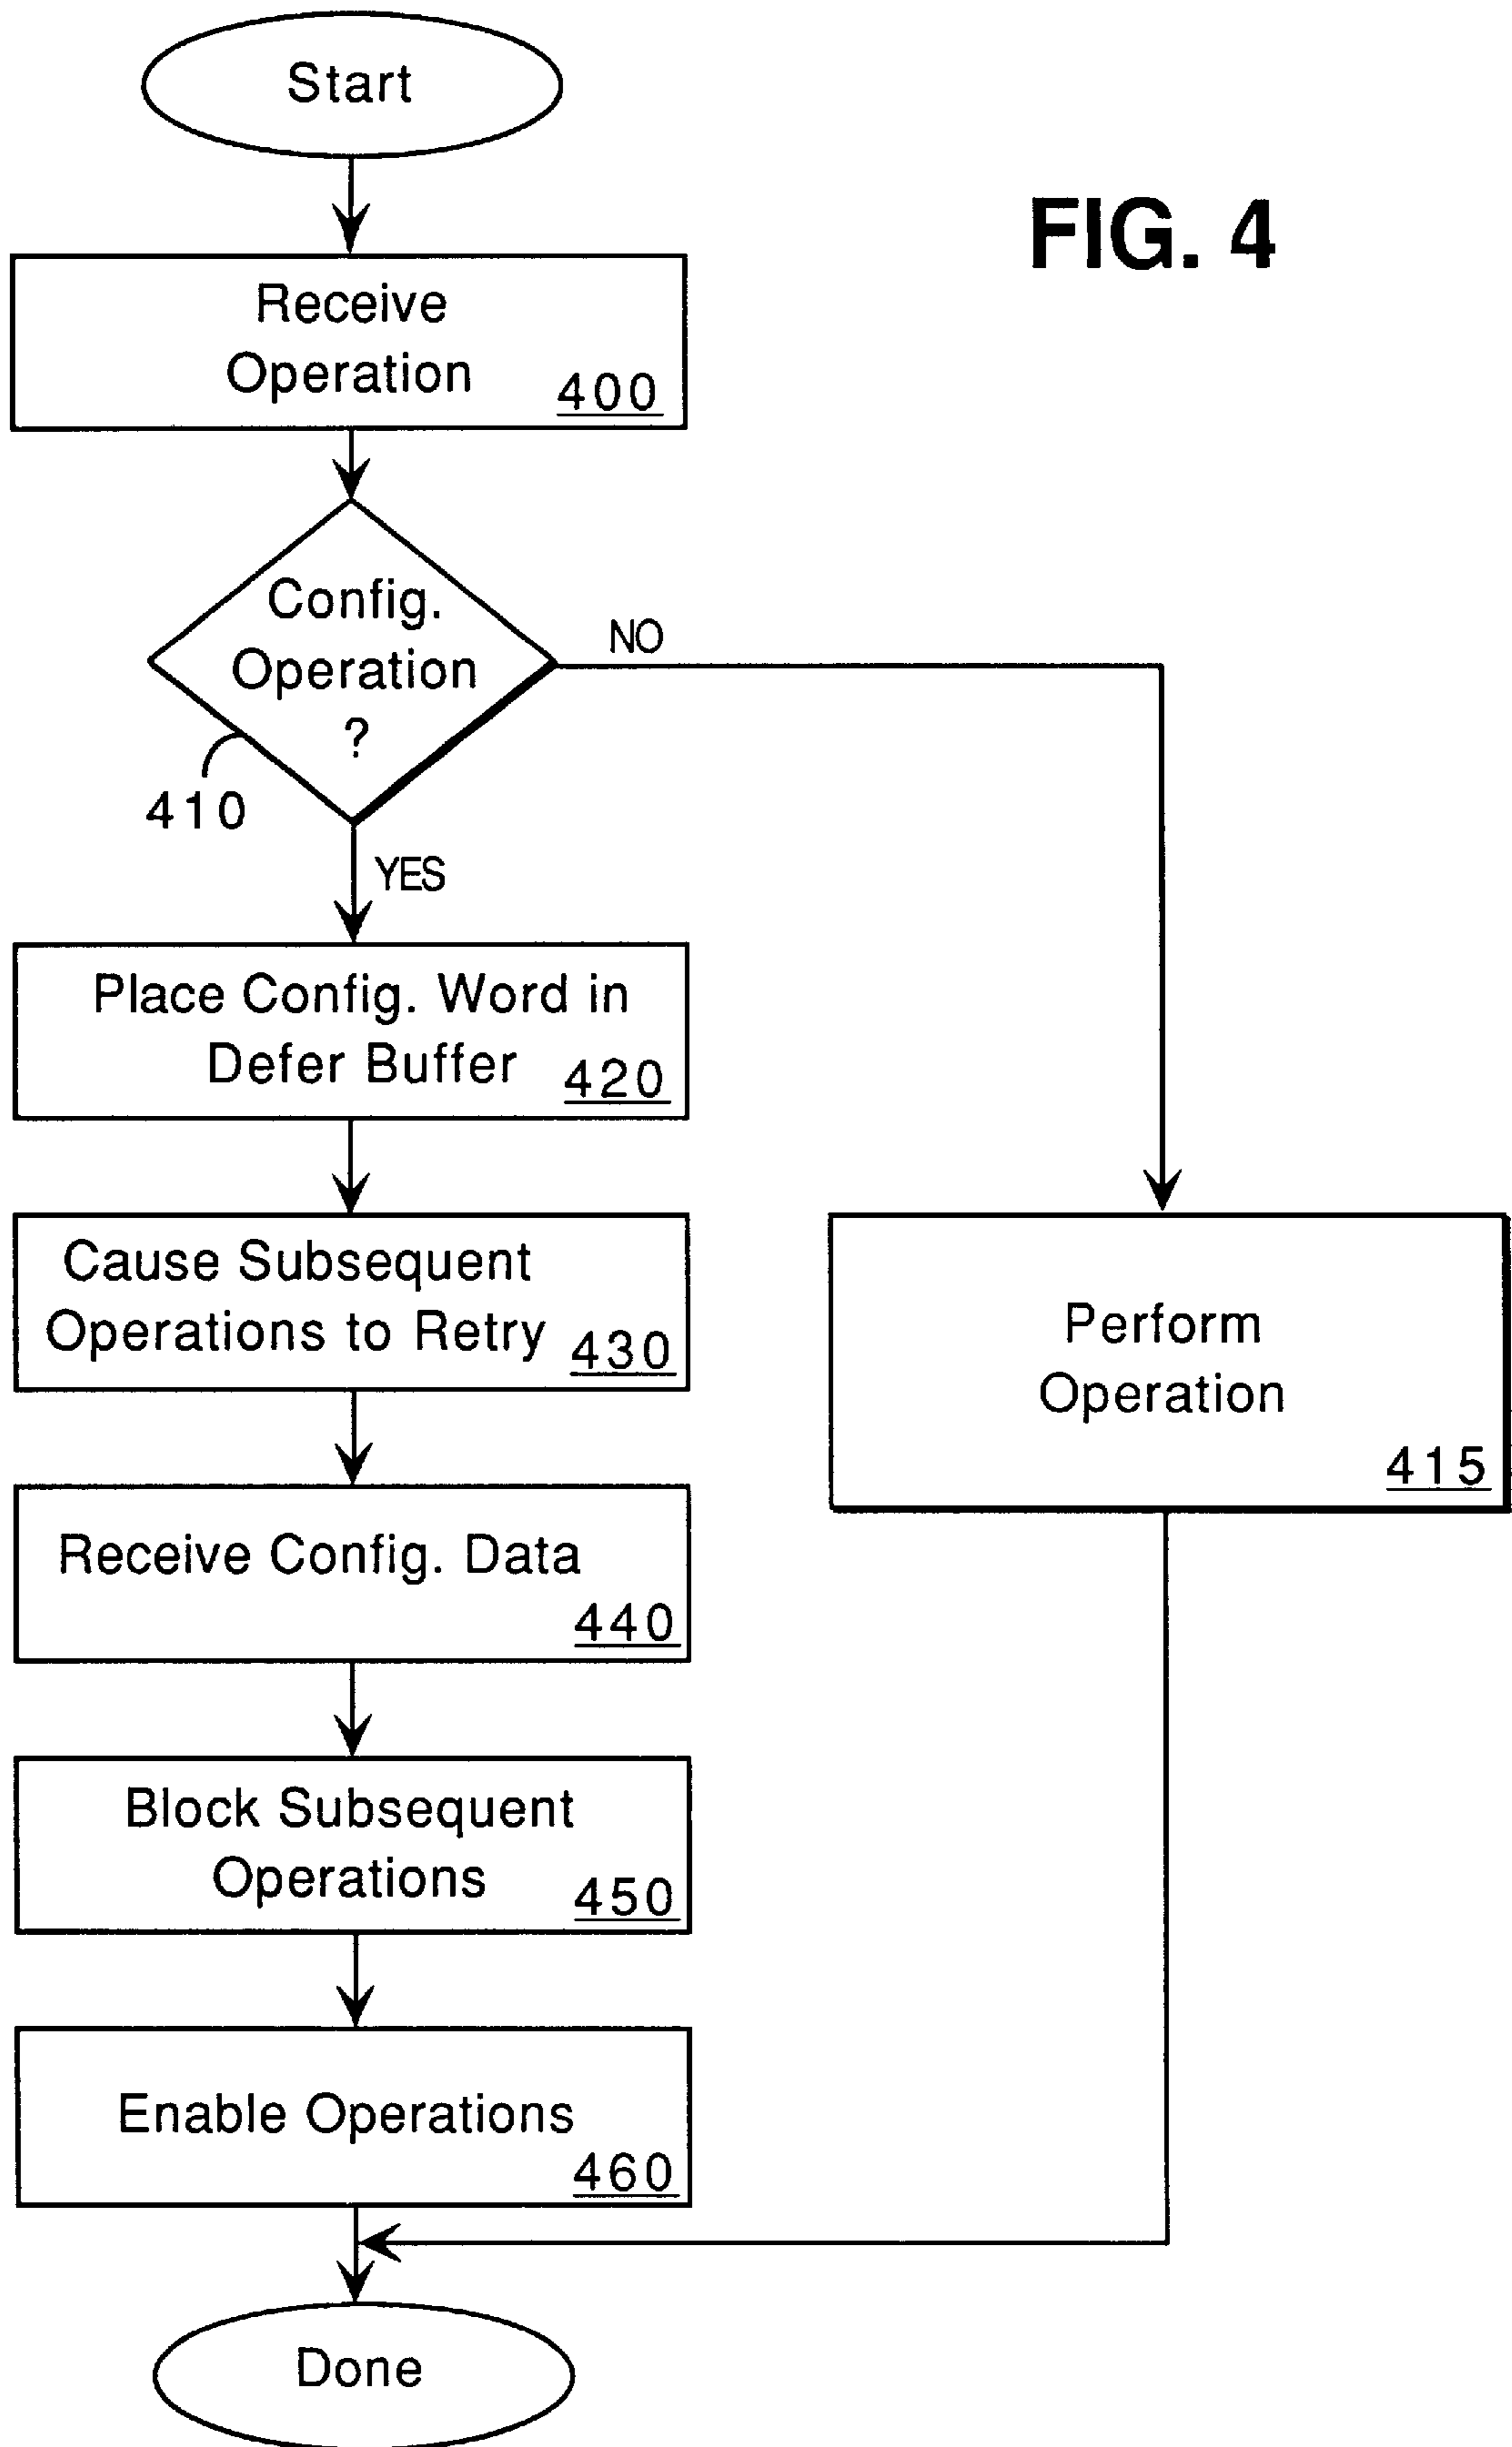 Start
FIG. 4
Receive
Operation
400
Config.
Operation
?
NO
410
YES
Place Config. Word in
Defer Buffer
420
Cause Subsequent
Operations to Retry
430
Perform
Operation
415
Receive Config. Data
440
Block Subsequent
Operations
450
Enable Operations
460
Done